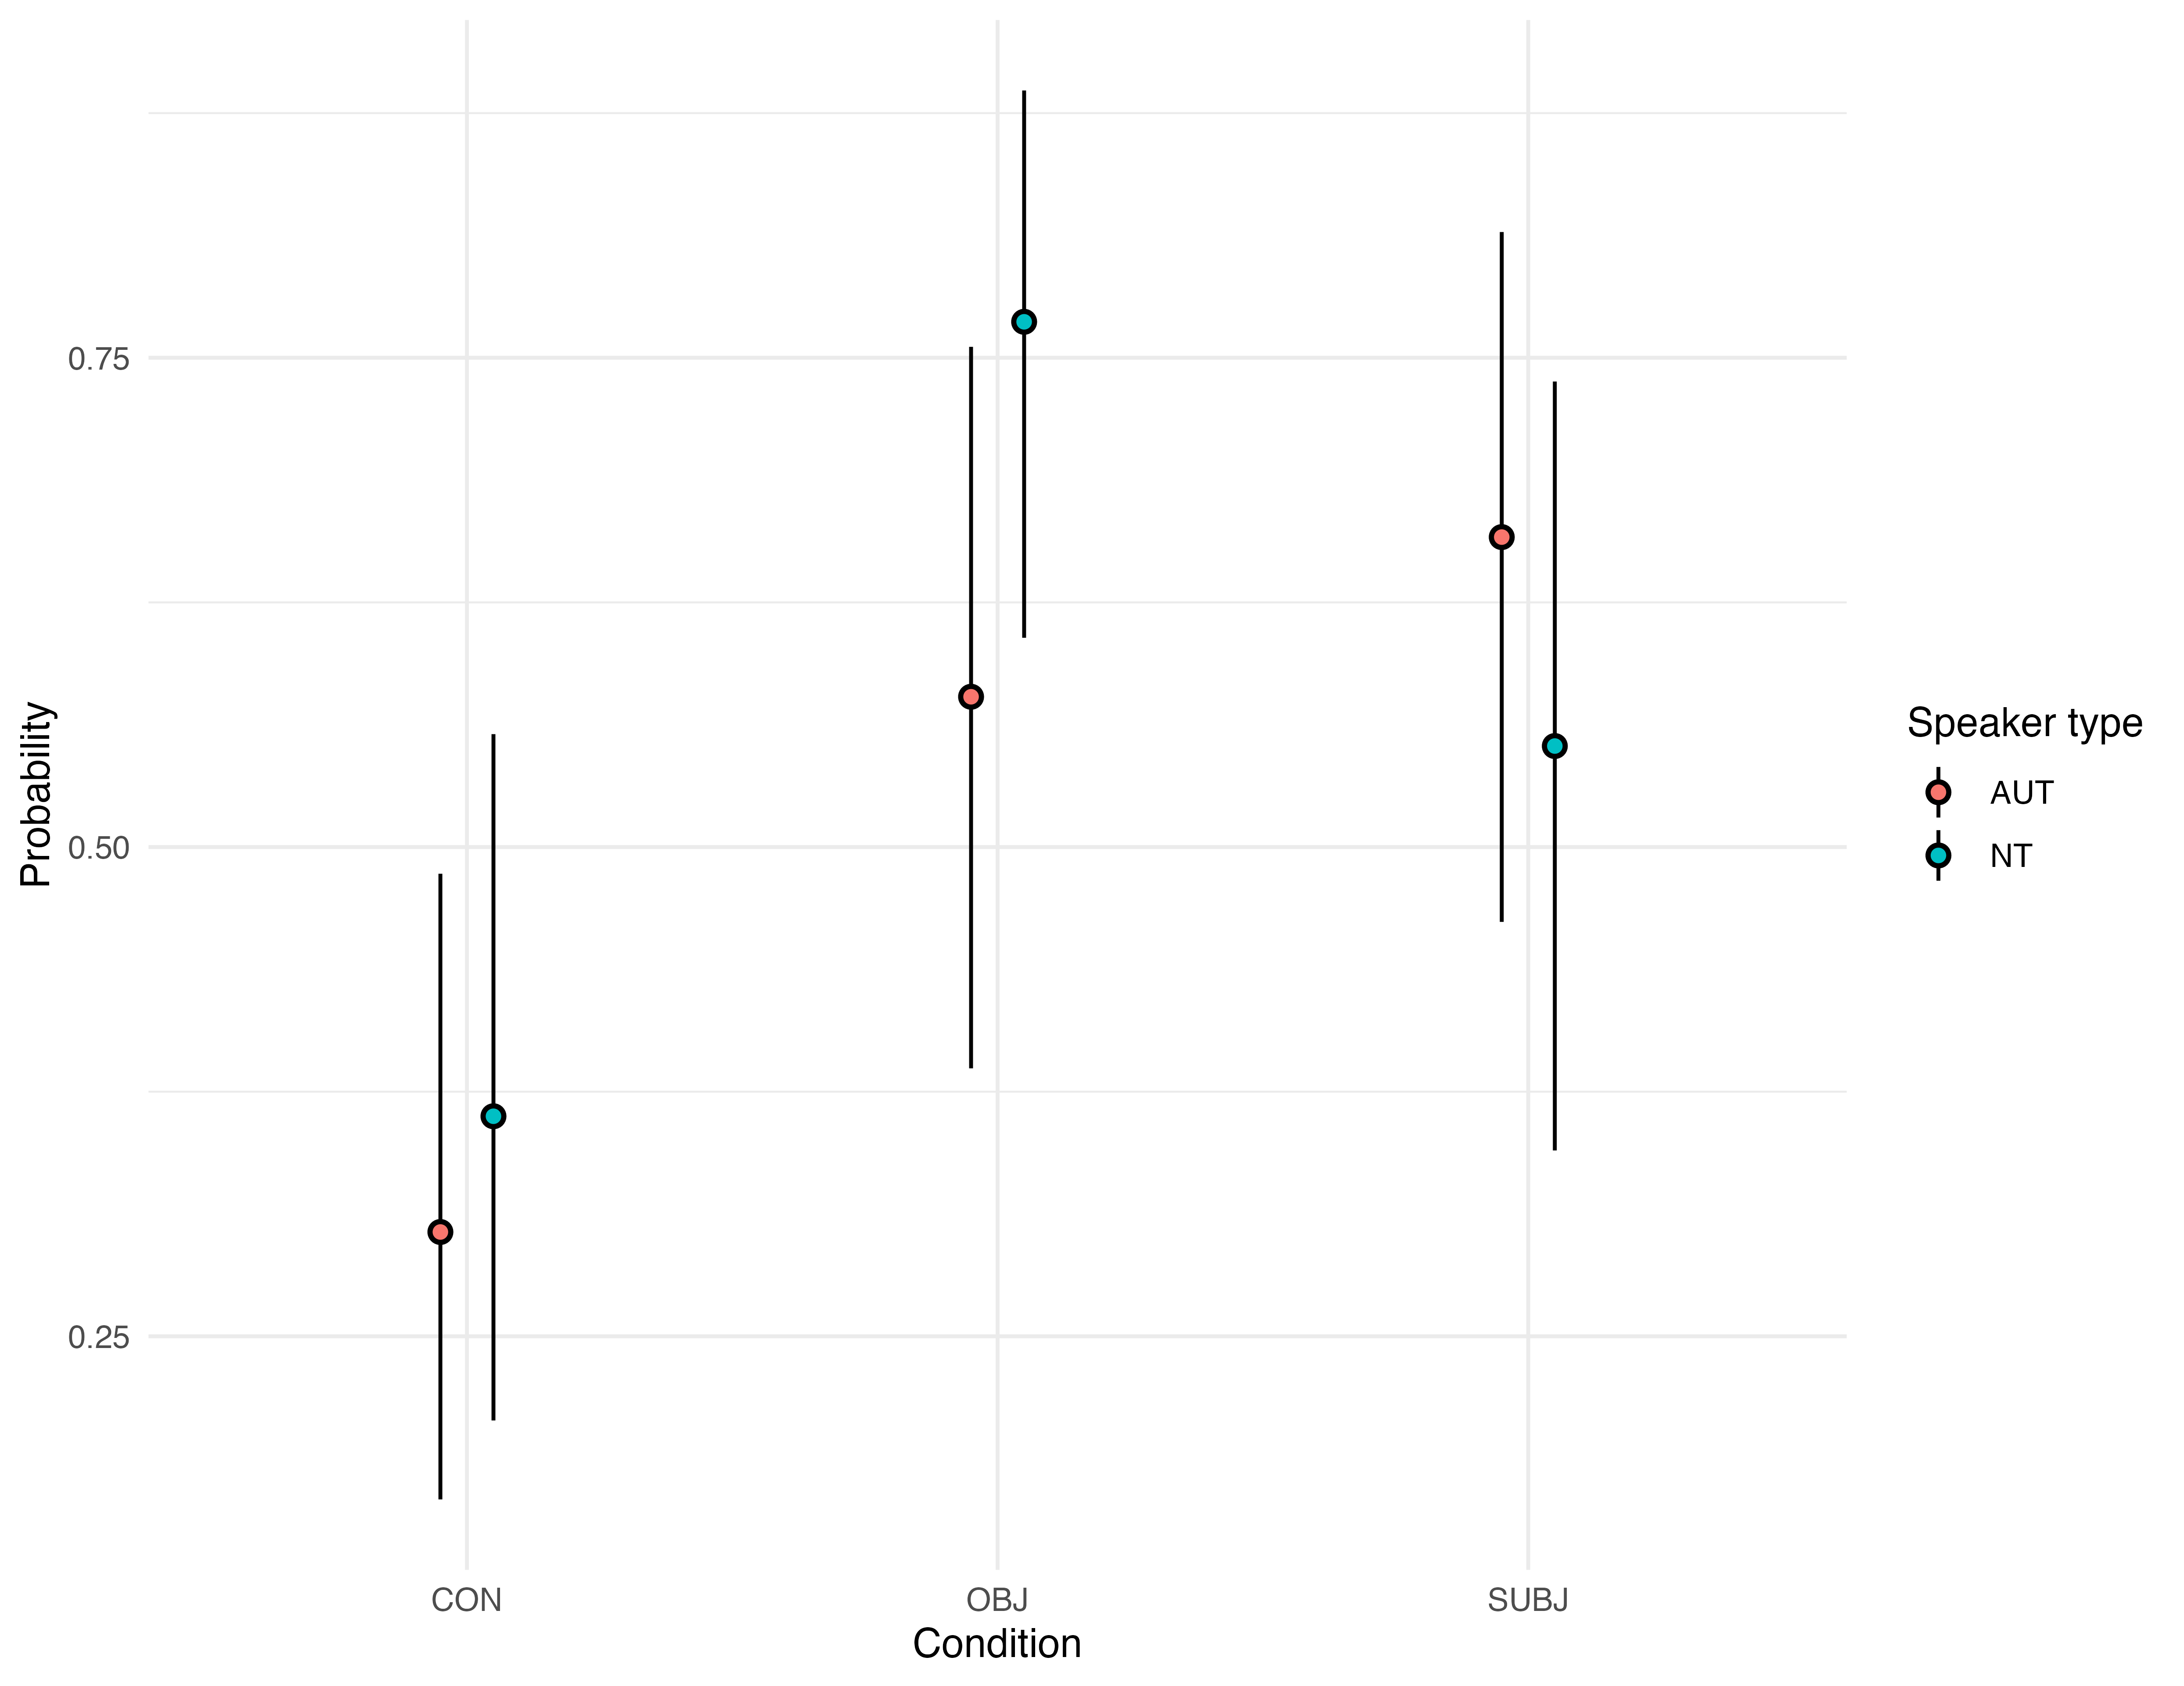 Probability
0.75
0.50
0.25
CON
OBJ
SUBJ
Condition
Speaker type
AUT
NT